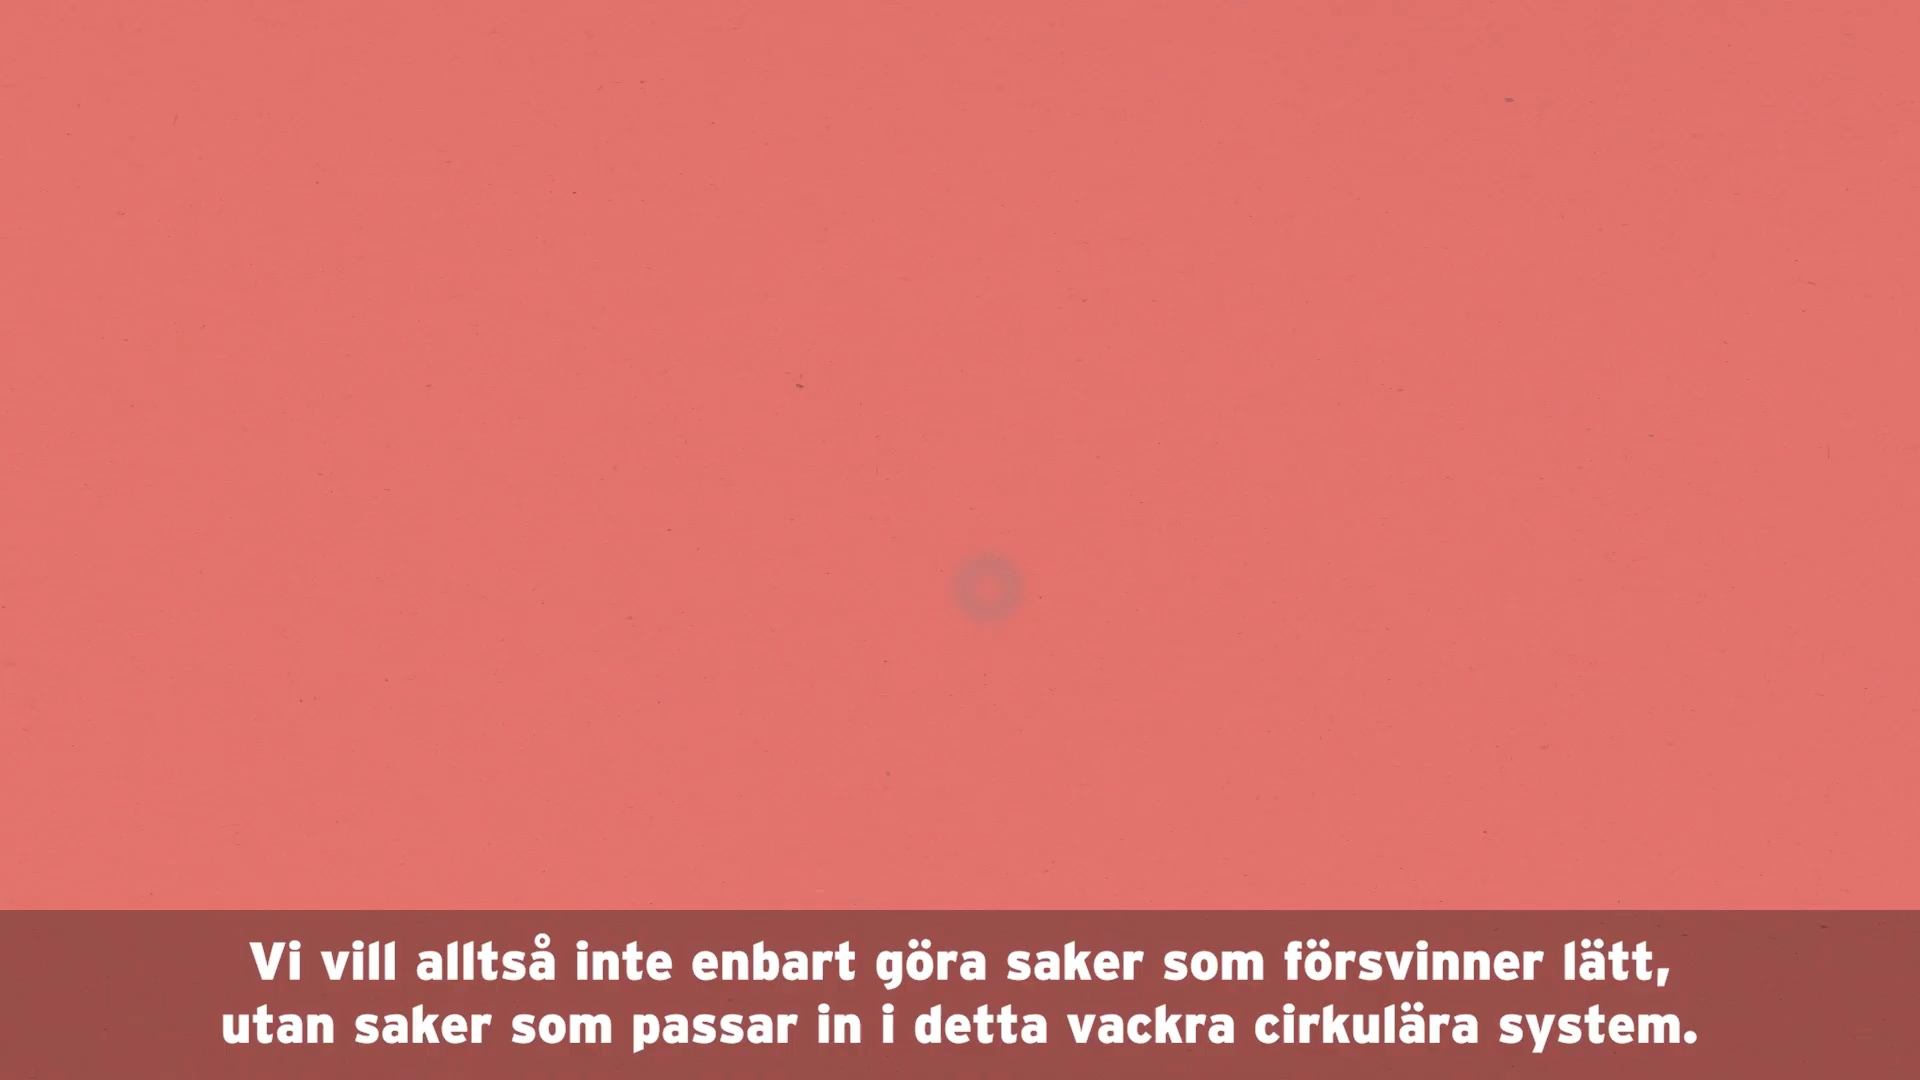 Vi vill alltså inte enbart göra saker som försvinner lätt,
utan saker som passar in i detta vackra cirkulära system.